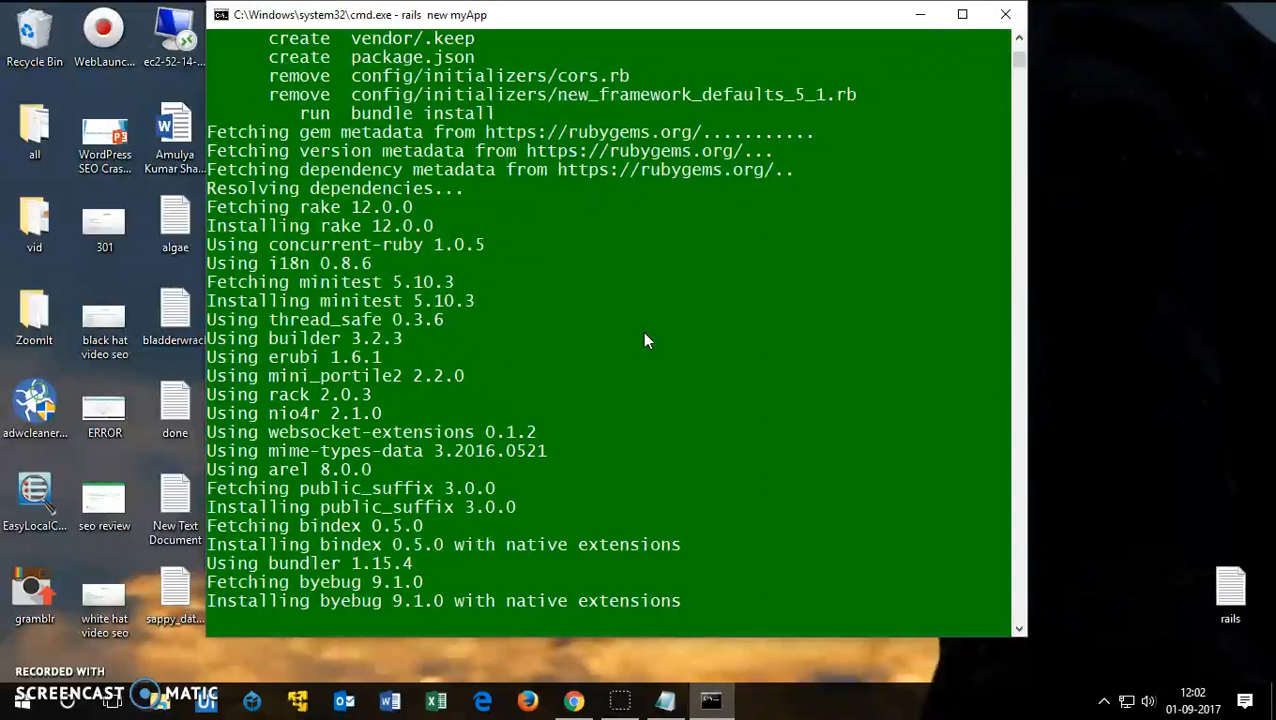 C:\Windows\system32\cmd.exe - rails  new myApp
create  vendor/.keep
create  package.json
remove  config/initializers/cors.rb
remove  config/initializers/new_framework_defaults_5_1.rb
run  bundle install
Fetching gem metadata from https://rubygems.org/...........
Fetching version metadata from https://rubygems.org/...
Fetching dependency metadata from https://rubygems.org/..
Resolving dependencies...
Fetching rake 12.0.0
Installing rake 12.0.0
Using concurrent-ruby 1.0.5
Using i18n 0.8.6
Fetching minitest 5.10.3
Installing minitest 5.10.3
Using thread_safe 0.3.6
Using builder 3.2.3
Using erubi 1.6.1
Using mini_portile2 2.2.0
Using rack 2.0.3
Using nio4r 2.1.0
Using websocket-extensions 0.1.2
Using mime-types-data 3.2016.0521
Using arel 8.0.0
Fetching public_suffix 3.0.0
Installing public_suffix 3.0.0
Fetching bindex 0.5.0
Installing bindex 0.5.0 with native extensions
Using bundler 1.15.4
Fetching byebug 9.1.0
Installing byebug 9.1.0 with native extensions
Recycle Bin
WebLaunc...
ec2-52-14-...
all
WordPress
SEO Cras...
Amulya
Kumar Sha...
vid
301
algae
ZoomIt
black hat
video seo
bladderwrack
adwcleaner...
ERROR
done
EasyLocalC...
seo review
New Text
Document
gramblr
white hat
video seo
sappy_dat...
rails
RECORDED WITH
SCREENCAST MATIC
12:02
01-09-2017